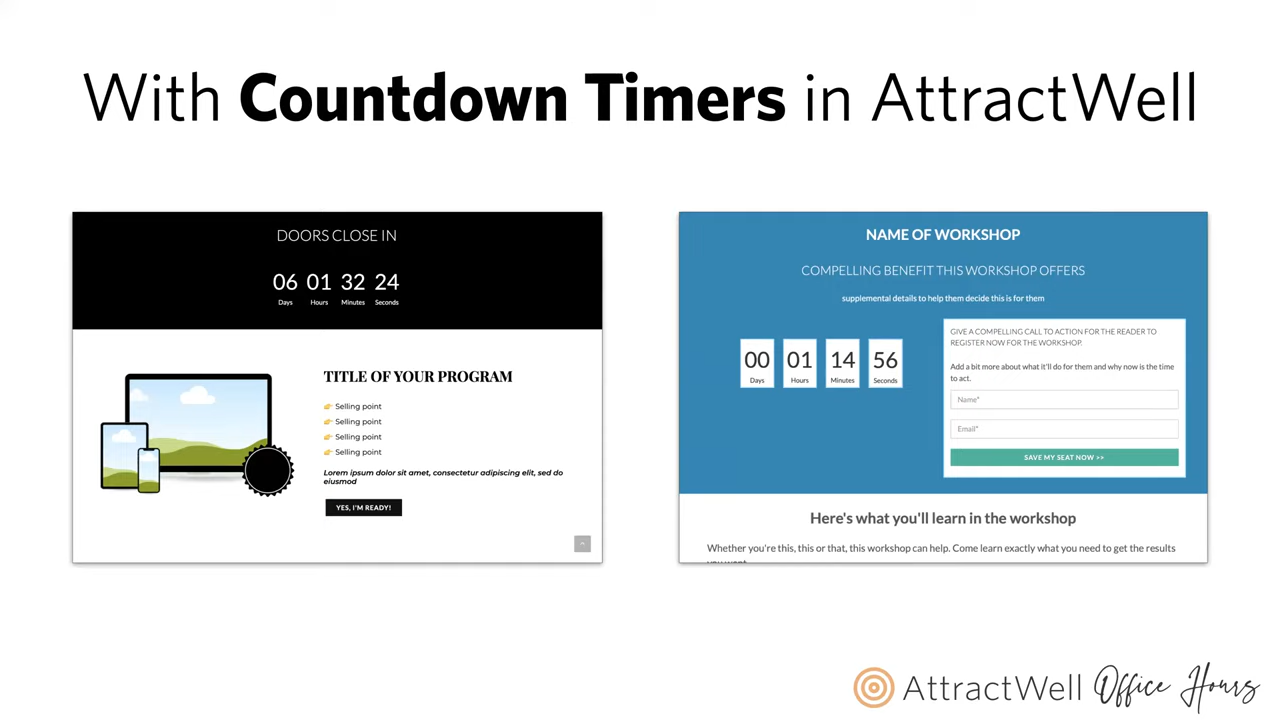 With Countdown Timers in AttractWell
DOORS CLOSE IN
06 01 32 24
Days Hours Minutes Seconds
TITLE OF YOUR PROGRAM
Selling point
Selling point
Selling point
Selling point
Lorem ipsum dolor sit amet, consectetur adipiscing elit, sed do
eiusmod
YES, I'M READY!
NAME OF WORKSHOP
COMPELLING BENEFIT THIS WORKSHOP OFFERS
supplemental details to help them decide this is for them
00 01 14 56
Days Hours Minutes Seconds
GIVE A COMPELLING CALL TO ACTION FOR THE READER TO
REGISTER NOW FOR THE WORKSHOP.
Add a bit more about what it'll do for them and why now is the time
to act.
Name*
Email*
SAVE MY SEAT NOW >>
Here's what you'll learn in the workshop
Whether you're this, this or that, this workshop can help. Come learn exactly what you need to get the results
you want
AttractWell Office Hours